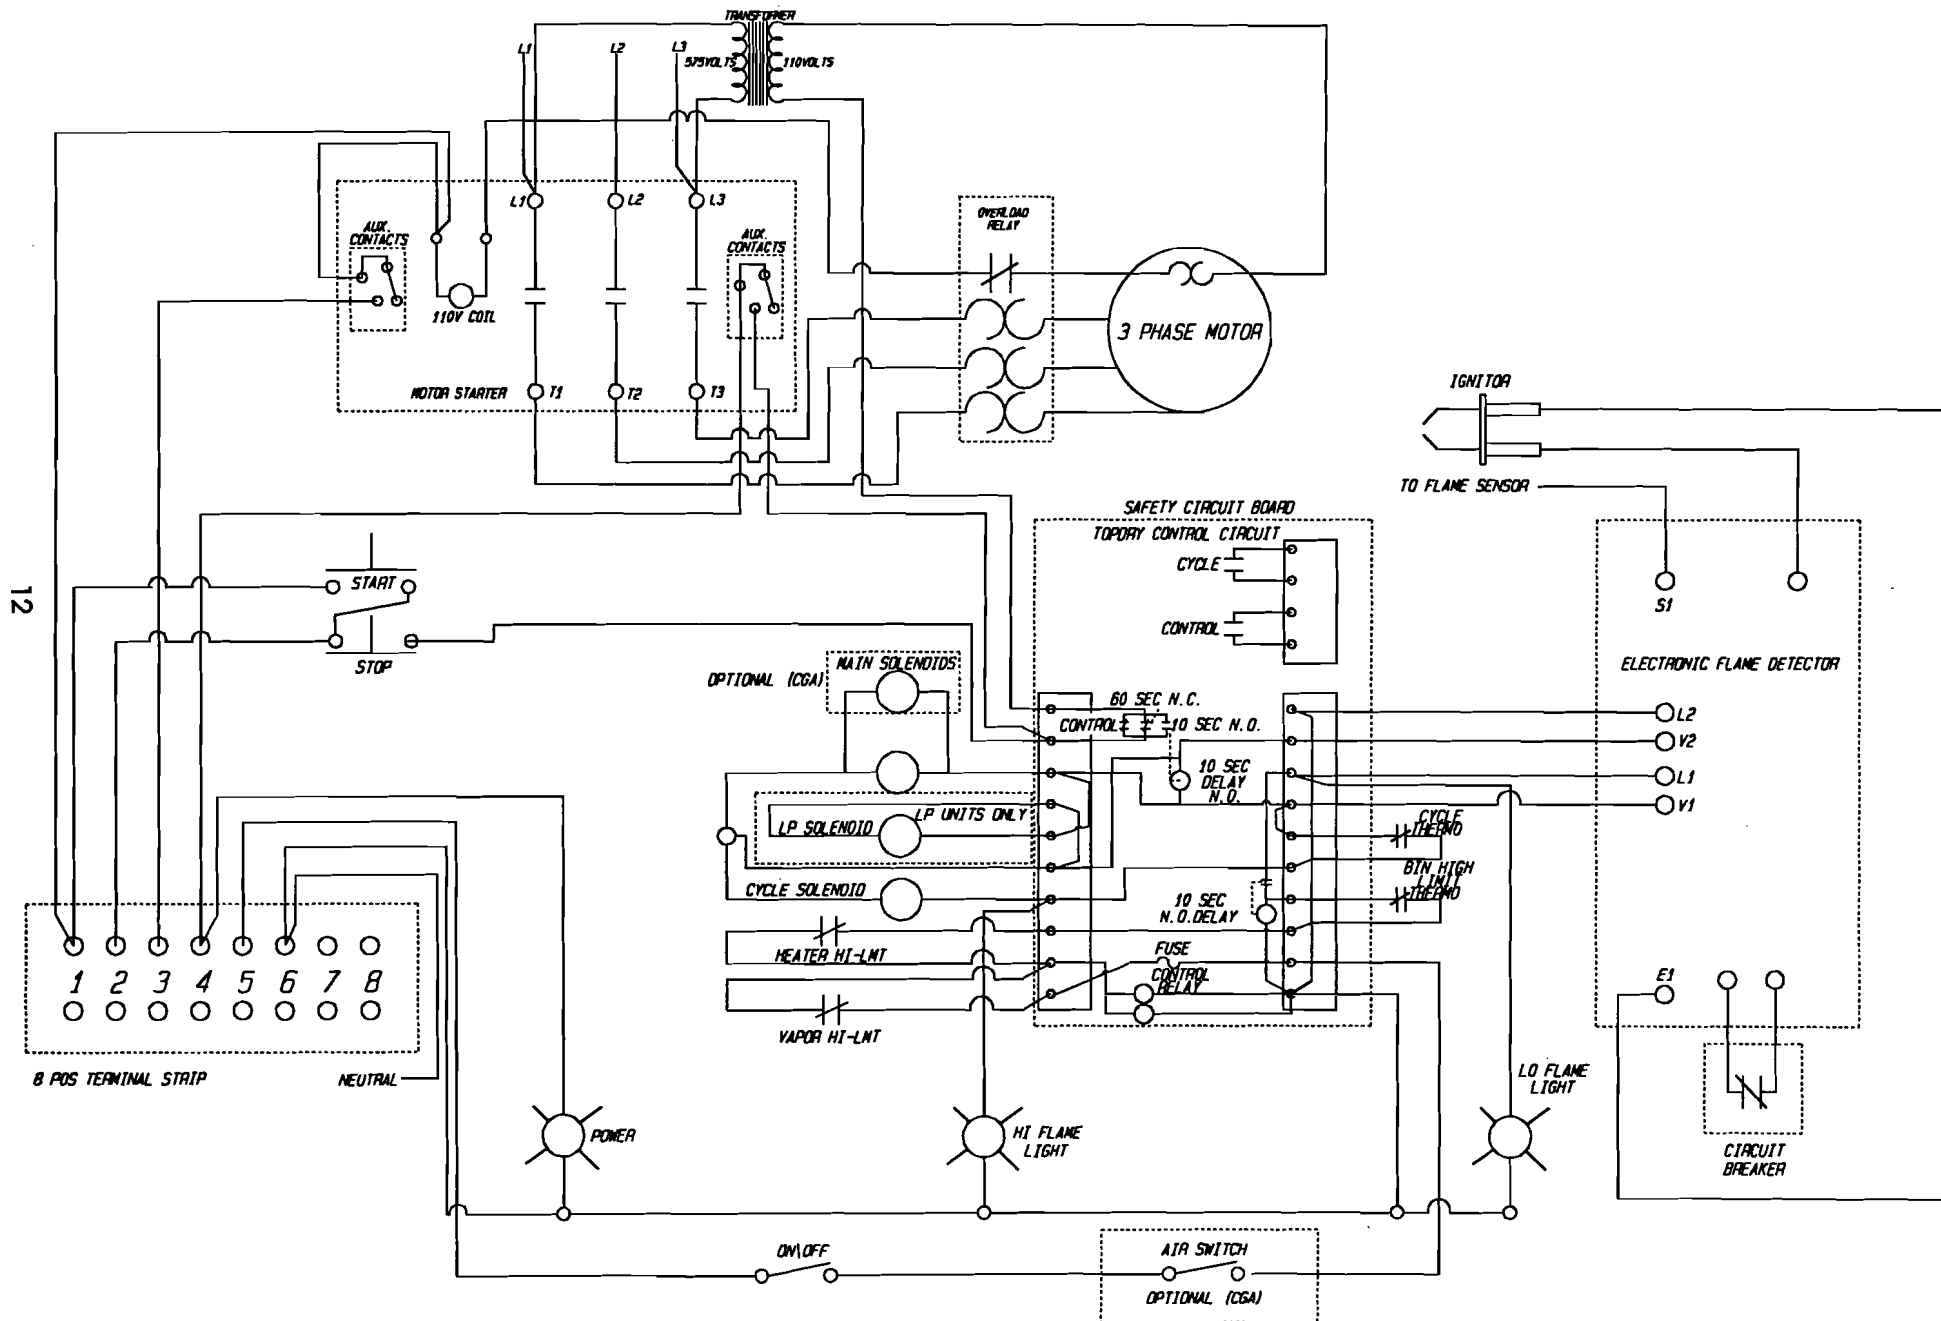 TRANSFORMER
L1
L2
L3
575VOLTS
110VOLTS
L1
L2
L3
AUX.
CONTACTS
AUX.
CONTACTS
110V COIL
OVERLOAD
RELAY
3 PHASE MOTOR
MOTOR STARTER
T1
T2
T3
IGNITOR
TO FLAME SENSOR
SAFETY CIRCUIT BOARD
TOPDRY CONTROL CIRCUIT
CYCLE
CONTROL
START
STOP
12
S1
ELECTRONIC FLAME DETECTOR
MAIN SOLENOIDS
OPTIONAL (CGA)
60 SEC N.C.
CONTROL
10 SEC N.O.
10 SEC
DELAY
N.O.
L2
V2
L1
V1
LP UNITS ONLY
LP SOLENOID
CYCLE
THERMO
CYCLE SOLENOID
BIN HIGH
LIMIT
THERMO
10 SEC
N.O.DELAY
HEATER HI-LMT
FUSE
CONTROL
RELAY
VAPOR HI-LMT
E1
1 2 3 4 5 6 7 8
8 POS TERMINAL STRIP
NEUTRAL
POWER
HI FLAME
LIGHT
LO FLAME
LIGHT
CIRCUIT
BREAKER
ON\OFF
AIR SWITCH
OPTIONAL (CGA)